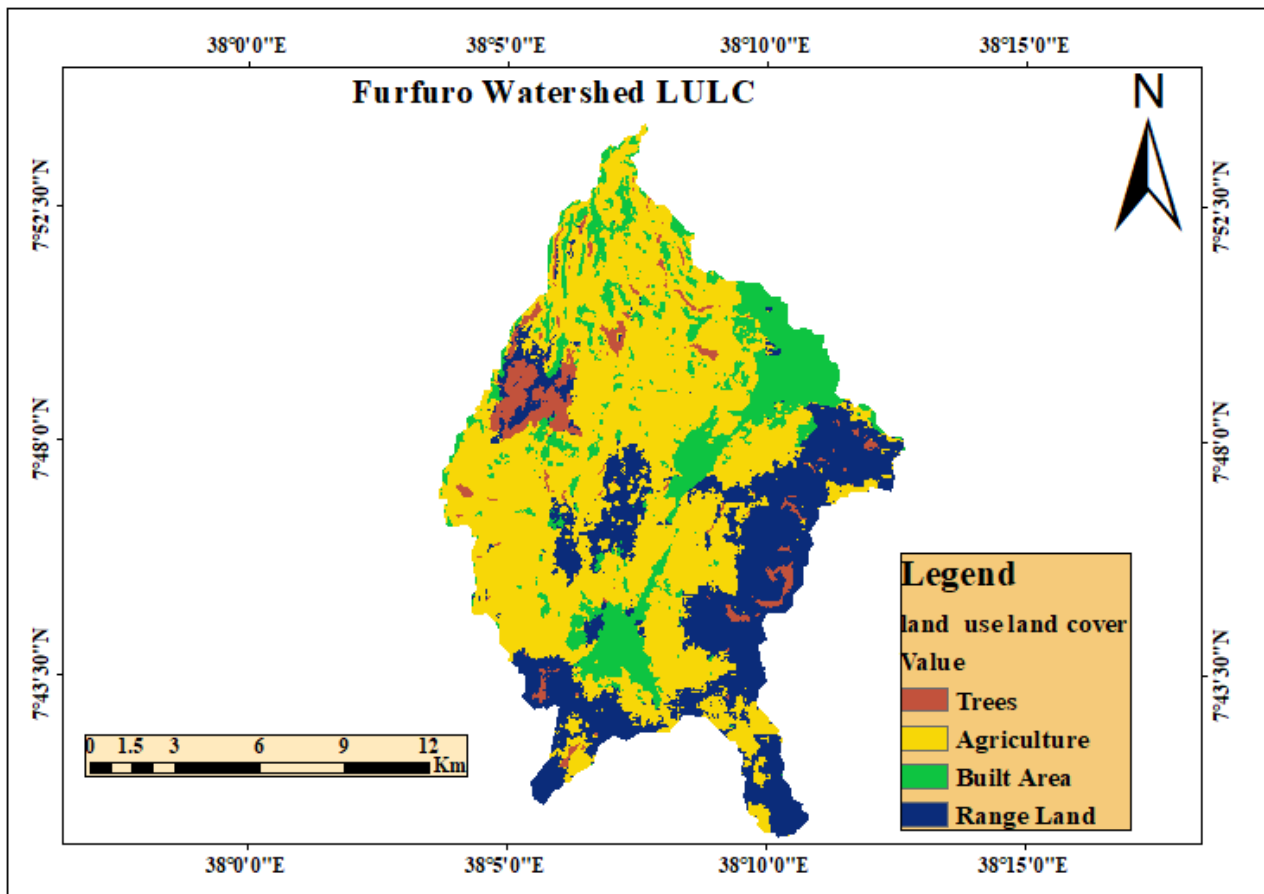 38°0'0"E 38°5'0"E 38°10'0"E 38°15'0"E
Furfuro Watershed LULC
N
7°52'30"N
7°52'30"N
7°48'0"N
7°48'0"N
7°43'30"N
7°43'30"N
Legend
land use land cover
Value
Trees
Agriculture
Built Area
Range Land
0 1.5 3 6 9 12
Km
38°0'0"E 38°5'0"E 38°10'0"E 38°15'0"E